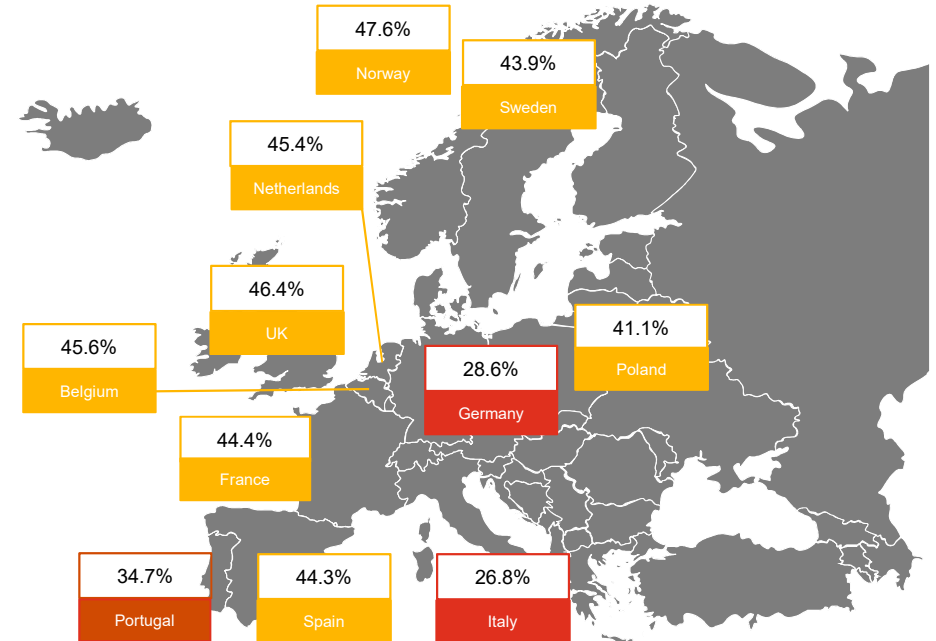 47.6%
Norway
43.9%
Sweden
45.4%
Netherlands
46.4%
UK
45.6%
Belgium
41.1%
Poland
28.6%
Germany
44.4%
France
34.7%
Portugal
44.3%
Spain
26.8%
Italy